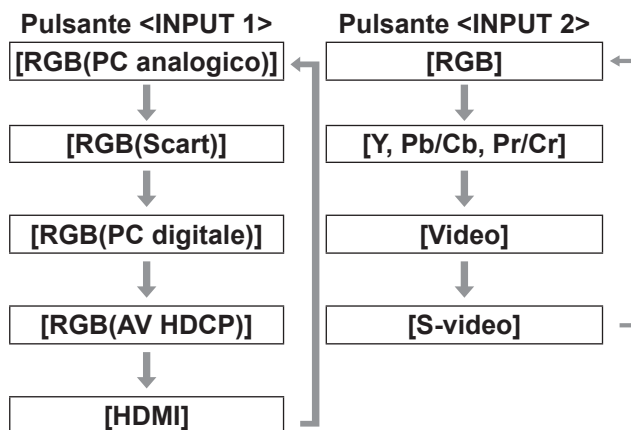 Pulsante <INPUT 1>
[RGB(PC analogico)]
[RGB(Scart)]
[RGB(PC digitale)]
[RGB(AV HDCP)]
[HDMI]
Pulsante <INPUT 2>
[RGB]
[Y, Pb/Cb, Pr/Cr]
[Video]
[S-video]